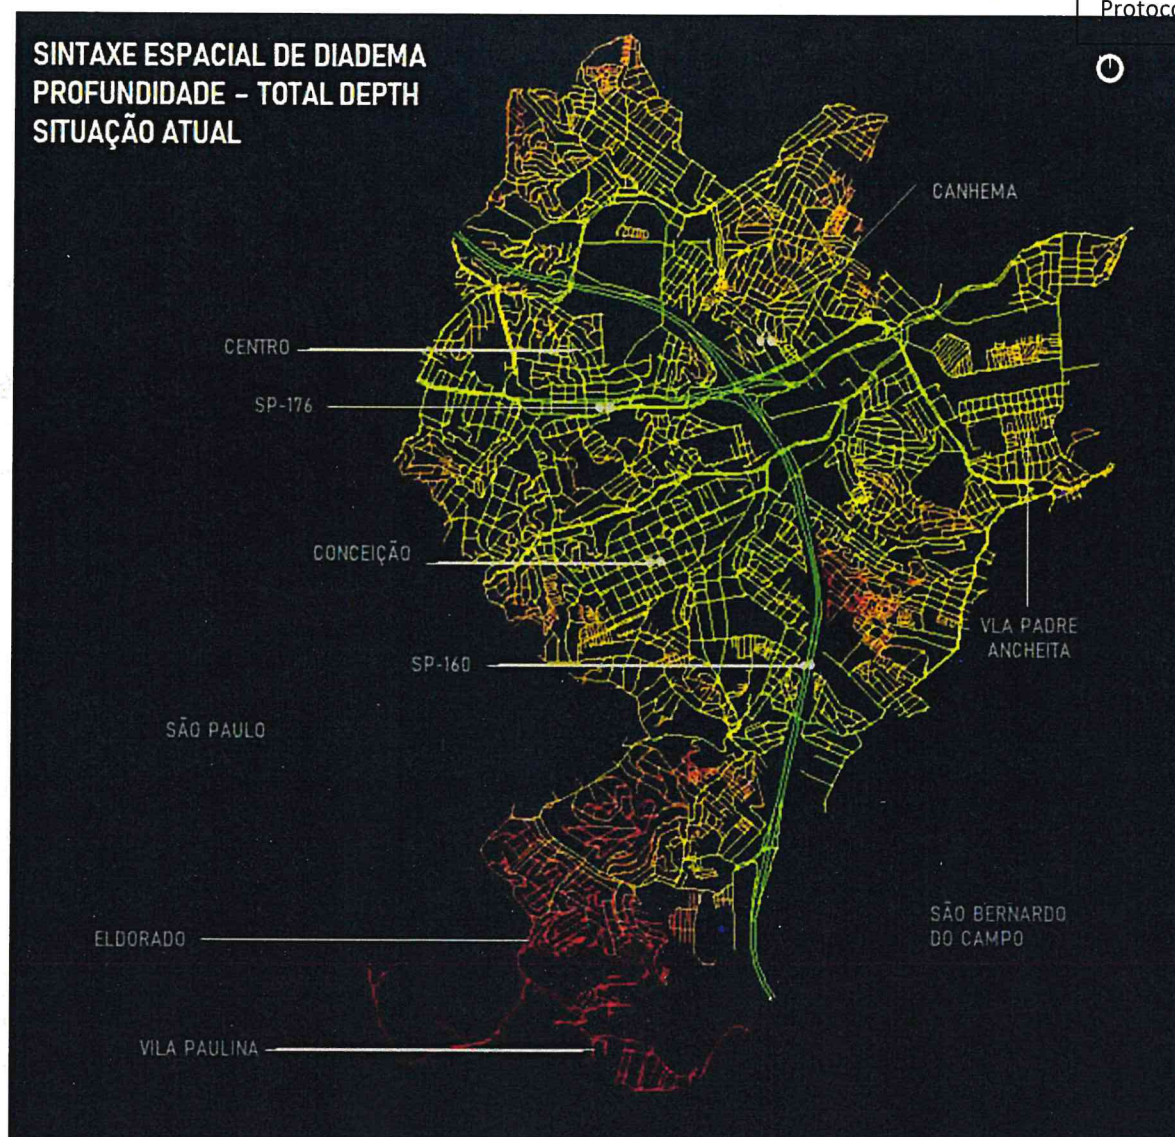 SINTAXE ESPACIAL DE DIADEMA
PROFUNDIDADE – TOTAL DEPTH
SITUAÇÃO ATUAL
CANHEMA
CENTRO
SP-176
CONCEIÇÃO
VLA PADRE
ANCHEITA
SP-160
SÃO PAULO
SÃO BERNARDO
DO CAMPO
ELDORADO
VILA PAULINA